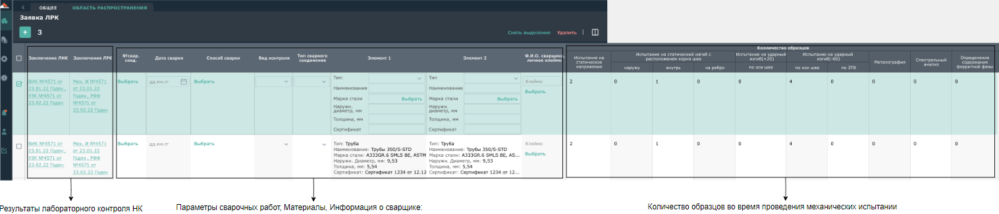 ОБЩЕЕ ОБЛАСТЬ РАСПРОСТРАНЕНИЯ
Заявка ЛРК
+ 3 Снять выделение Удалить
Заключение ЛНК Заключения ЛРК №свар. соед. Дата сварки Способ сварки Вид контроля Тип сварного соединения Элемент 1 Элемент 2 Ф.И.О. сварщика, личное клеймо
Колличество образцов
Испытание на статическое напряжение
Испытание на статический изгиб с расположенем корня шва
наружу внутрь на ребро
Испытание на ударный изгиб(+20)
по оси шва
Испытание на ударный изгиб(-60)
по оси шва по ЗТВ
Металография
Спектральный анализ
Определение содержания ферритной фазы
ВИК №4571 от
23.01.22 Годен ,
УЗК №4571 от
23.02.22 Годен
Мех. И №4571
от 23.01.22
Годен , РФФ
№4571 от
23.02.22 Годен
Выбрать дд.мм.гг Выбрать
Тип:
Наименование
Марка стали Выбрать
Наружн.
диаметр, мм
Толщина, мм
Сертификат
Тип
Наименование
Марка стали Выбрать
Наружн.
диаметр, мм
Толщина, мм
Сертификат
Клеймо
Выбрать
2 0 1 0 0 4 0 0 0 0
ВИК №4571 от
23.01.22 Годен ,
УЗК №4571 от
23.02.22 Годен
Мех. И №4571
от 23.01.22
Годен , РФФ
№4571 от
23.02.22 Годен
Выбрать дд.мм.гг Выбрать
Тип: Труба
Наименование: Трубы 350/S-STD
Марка стали: A333GR.6 SMLS BE, ASTM
Наружн. Диаметр, мм: 9,53
Толщина, мм: 5,54
Сертификат: Сертификат 1234 от 12.12
Тип: Труба
Наименование: Трубы 350/S-STD
Марка стали: A333GR.6 SMLS BE, AS...
Наружн. Диаметр, мм: 9,53
Толщина, мм: 5,54
Сертификат: Сертификат 1234 от 12...
Клеймо
Выбрать
2 0 1 0 0 4 0 0 0 0
Результаты лабораторного контроля НК
Параметры сварочных работ, Материалы, Информация о сварщике:
Количество образцов во время проведения механических испытании